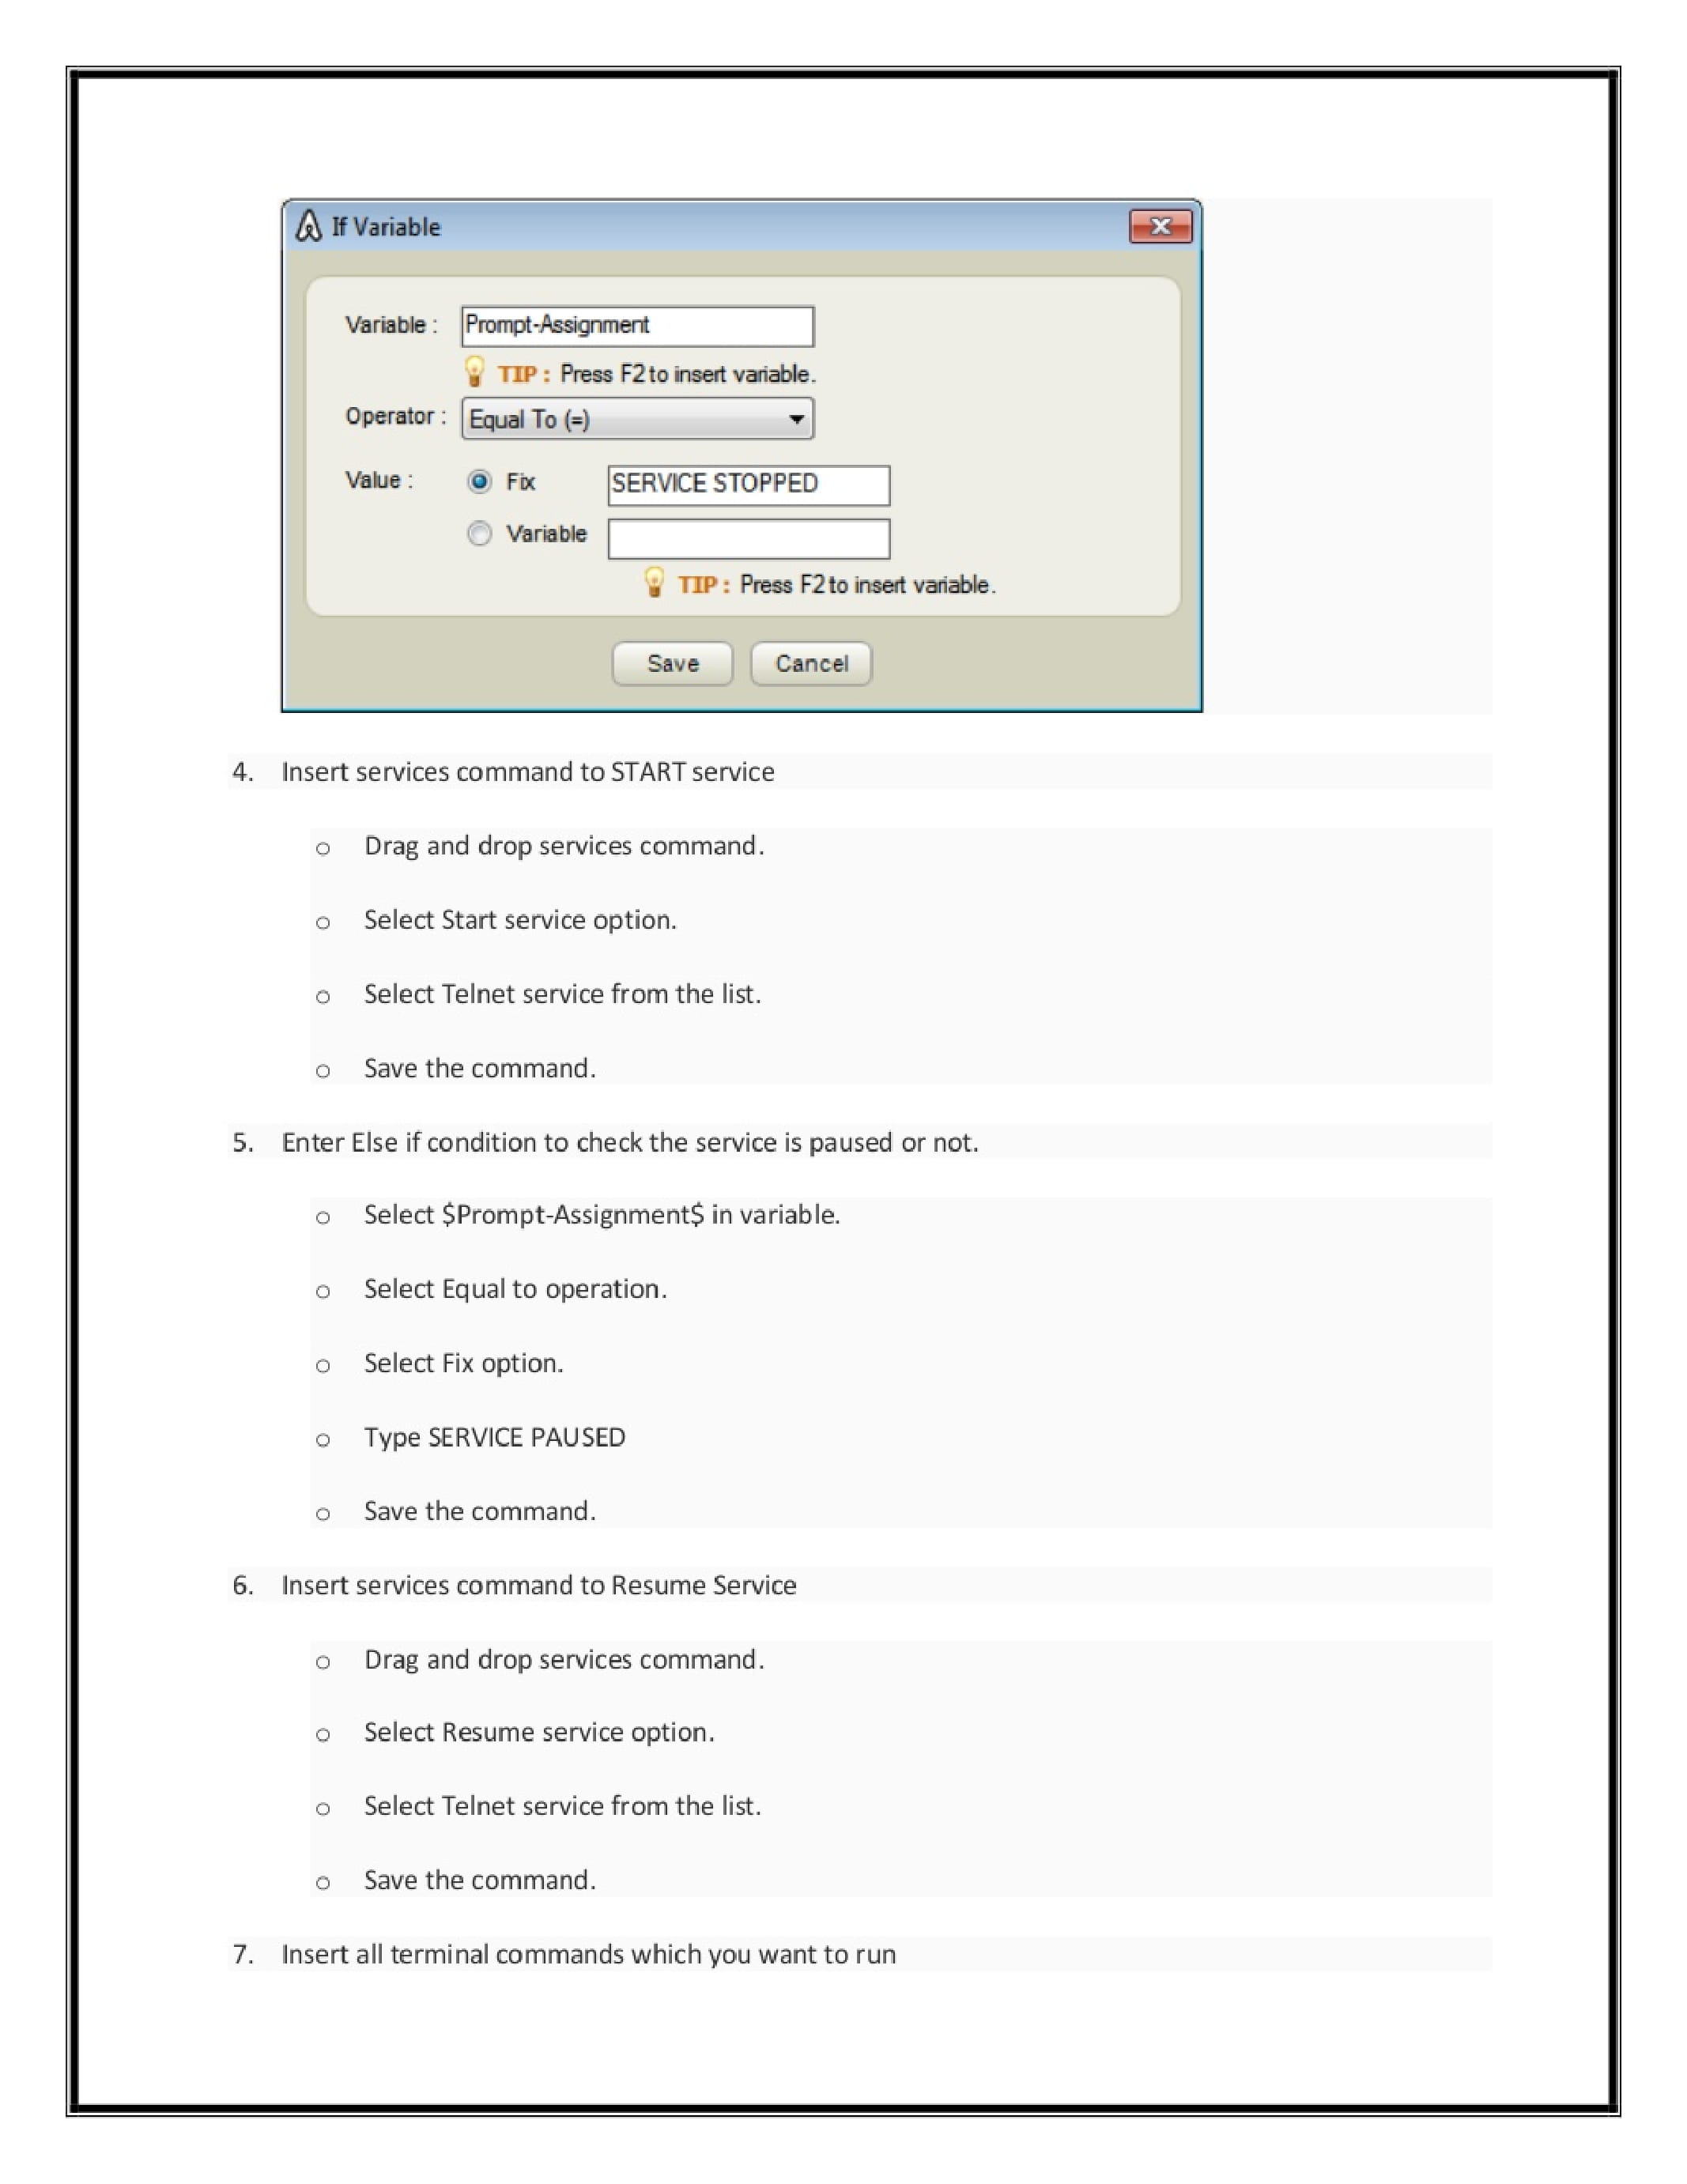 If Variable
Variable : Prompt-Assignment
TIP : Press F2 to insert variable.
Operator : Equal To (=)
Value : Fix SERVICE STOPPED
Variable
TIP : Press F2 to insert variable.
Save Cancel
4. Insert services command to START service
o Drag and drop services command.
o Select Start service option.
o Select Telnet service from the list.
o Save the command.
5. Enter Else if condition to check the service is paused or not.
o Select $Prompt-Assignment$ in variable.
o Select Equal to operation.
o Select Fix option.
o Type SERVICE PAUSED
o Save the command.
6. Insert services command to Resume Service
o Drag and drop services command.
o Select Resume service option.
o Select Telnet service from the list.
o Save the command.
7. Insert all terminal commands which you want to run